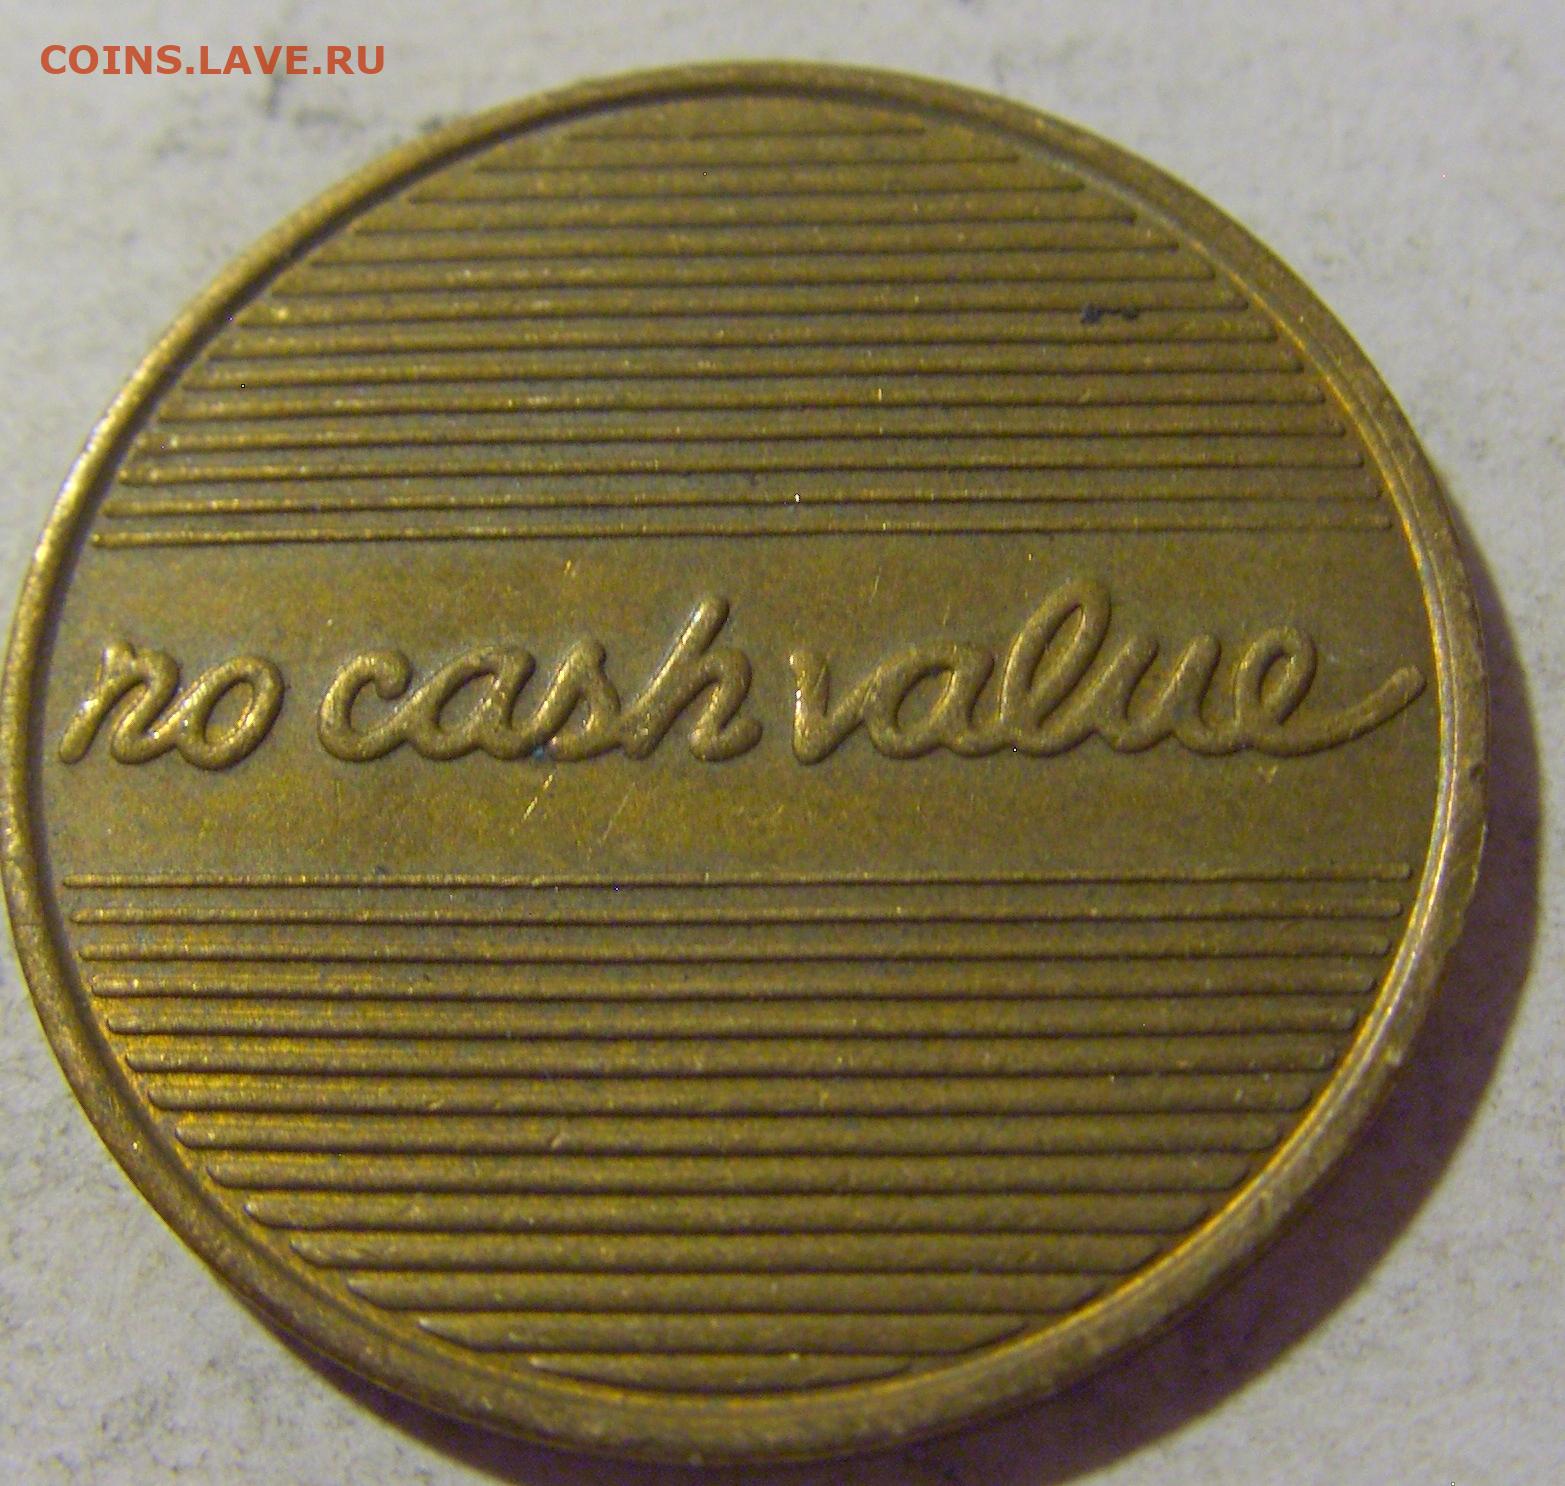 COINS.LAVE.RU
no cash value